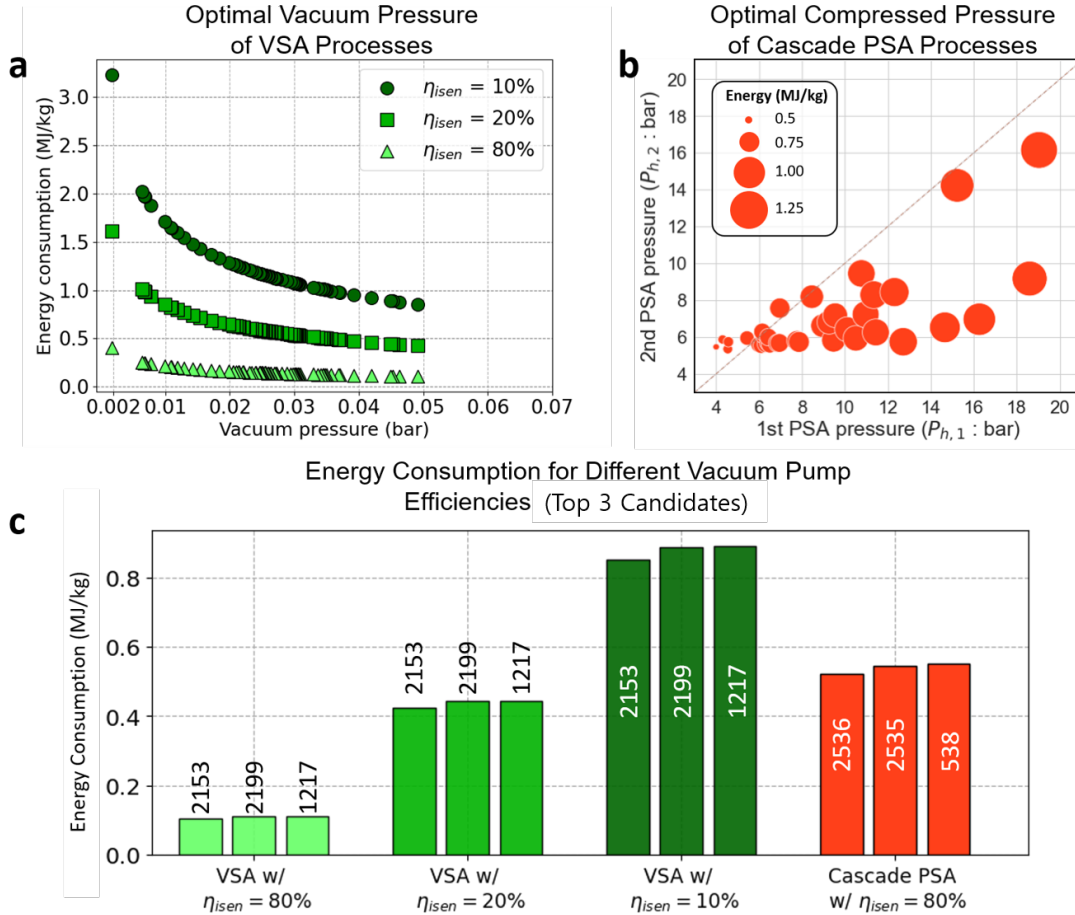 Optimal Vacuum Pressure
of VSA Processes
a
Energy consumption (MJ/kg)
3.0
2.5
2.0
1.5
1.0
0.5
0.0
η_isen = 10%
η_isen = 20%
η_isen = 80%
0.002 0.01 0.02 0.03 0.04 0.05 0.06 0.07
Vacuum pressure (bar)
Optimal Compressed Pressure
of Cascade PSA Processes
b
2nd PSA pressure (P_h, 2 : bar)
20
18
16
14
12
10
8
6
4
Energy (MJ/kg)
0.5
0.75
1.00
1.25
4 6 8 10 12 14 16 18 20
1st PSA pressure (P_h, 1 : bar)
Energy Consumption for Different Vacuum Pump
Efficiencies (Top 3 Candidates)
c
Energy Consumption (MJ/kg)
0.8
0.6
0.4
0.2
0.0
2153 2199 1217
2153 2199 1217
2153 2199 1217
2536 2535 538
VSA w/
η_isen = 80%
VSA w/
η_isen = 20%
VSA w/
η_isen = 10%
Cascade PSA
w/ η_isen = 80%